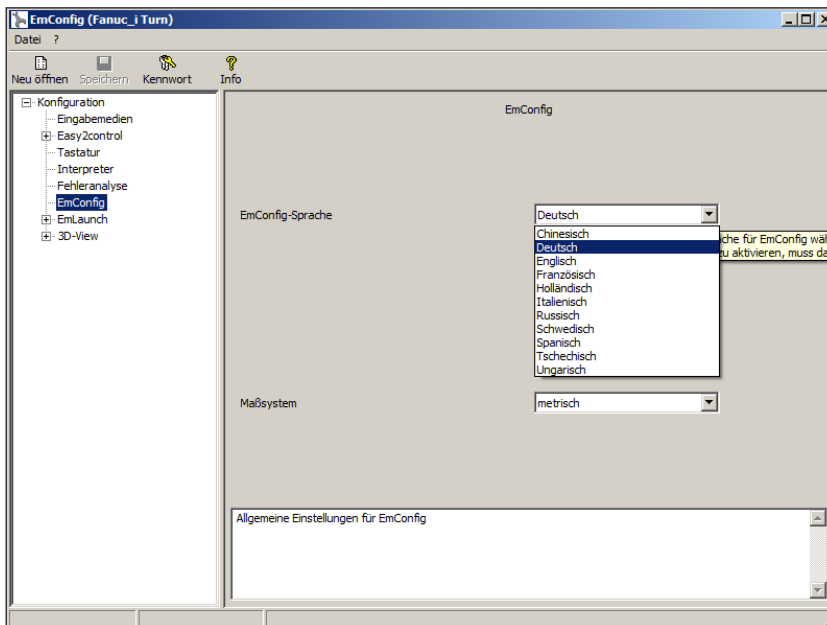 EmConfig (Fanuc_i Turn)
Datei ?
Neu öffnen Speichern Kennwort Info
Konfiguration
Eingabemedien
Easy2control
Tastatur
Interpreter
Fehleranalyse
EmConfig
EmLaunch
3D-View
EmConfig
EmConfig-Sprache
Deutsch
Chinesisch
Deutsch
Englisch
Französisch
Holländisch
Italienisch
Russisch
Schwedisch
Spanisch
Tschechisch
Ungarisch
che für EmConfig wäl
zu aktivieren, muss da
Maßsystem
metrisch
Allgemeine Einstellungen für EmConfig